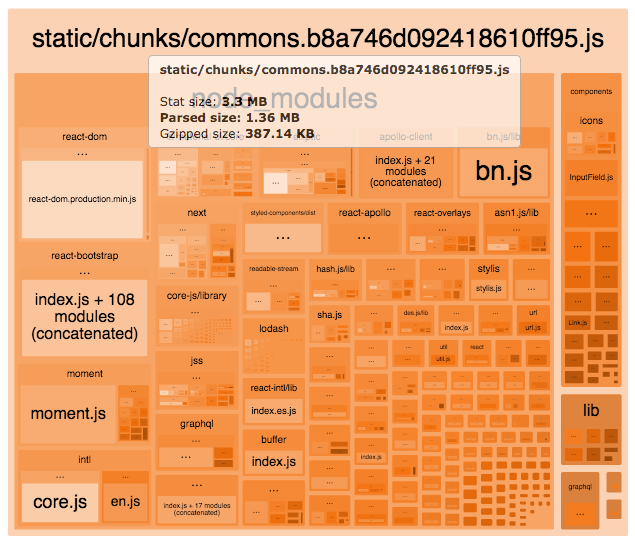 static/chunks/commons.b8a746d092418610ff95.js
static/chunks/commons.b8a746d092418610ff95.js
Stat size: 3.3 MB
Parsed size: 1.36 MB
Gzipped size: 387.14 KB
node_modules
react-dom
...
react-dom.production.min.js
apollo-client
index.js + 21
modules
(concatenated)
bn.js/lib
bn.js
react-bootstrap
...
index.js + 108
modules
(concatenated)
moment
moment.js
...
intl
...
core.js
en.js
next
...
core-js/library
...
jss
...
graphql
...
...
index.js + 17 modules
(concatenated)
styled-components/dist
...
react-apollo
...
react-overlays
...
asn1.js/lib
...
readable-stream
...
lodash
react-intl/lib
index.es.js
buffer
index.js
...
hash.js/lib
...
sha.js
...
...
...
stylis
stylis.js
...
des.js/lib
...
index.js
...
url
url.js
util
util.js
react
...
index.js
components
icons
...
InputField.js
...
Link.js
...
lib
...
graphql
...